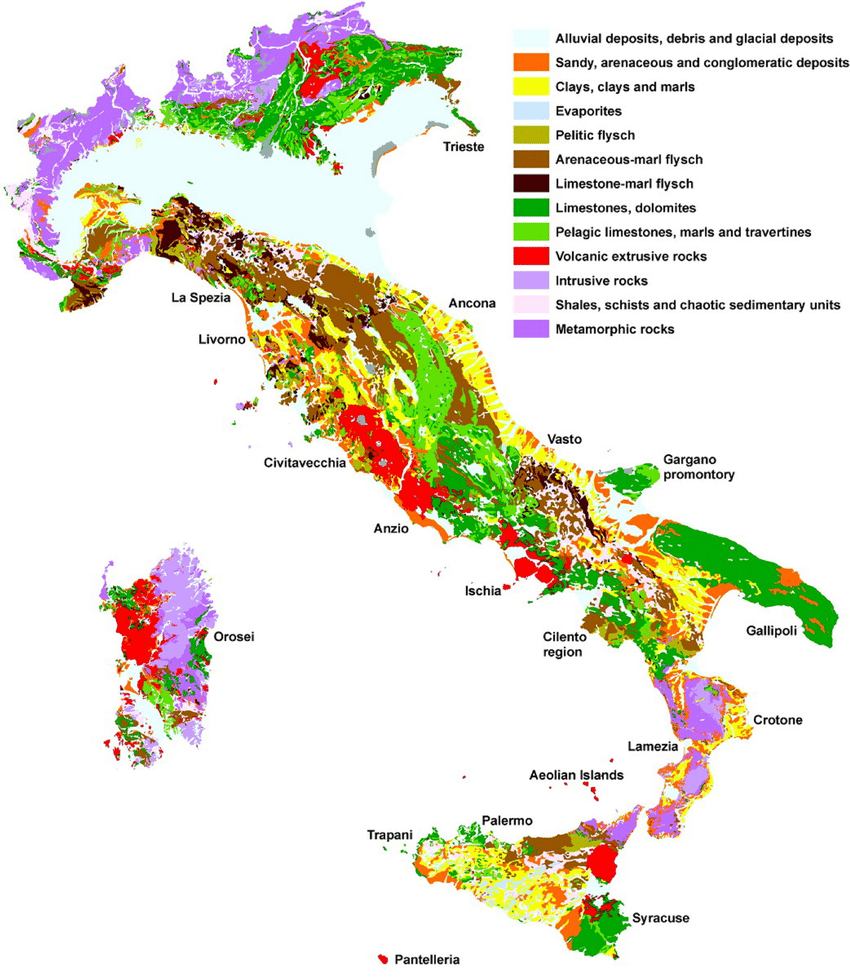 Alluvial deposits, debris and glacial deposits
Sandy, arenaceous and conglomeratic deposits
Clays, clays and marls
Evaporites
Pelitic flysch
Arenaceous-marl flysch
Limestone-marl flysch
Limestones, dolomites
Pelagic limestones, marls and travertines
Volcanic extrusive rocks
Intrusive rocks
Shales, schists and chaotic sedimentary units
Metamorphic rocks
Trieste
La Spezia
Ancona
Livorno
Vasto
Civitavecchia
Gargano
promontory
Anzio
Ischia
Gallipoli
Cilento
region
Orosei
Crotone
Lamezia
Aeolian Islands
Palermo
Trapani
Syracuse
Pantelleria